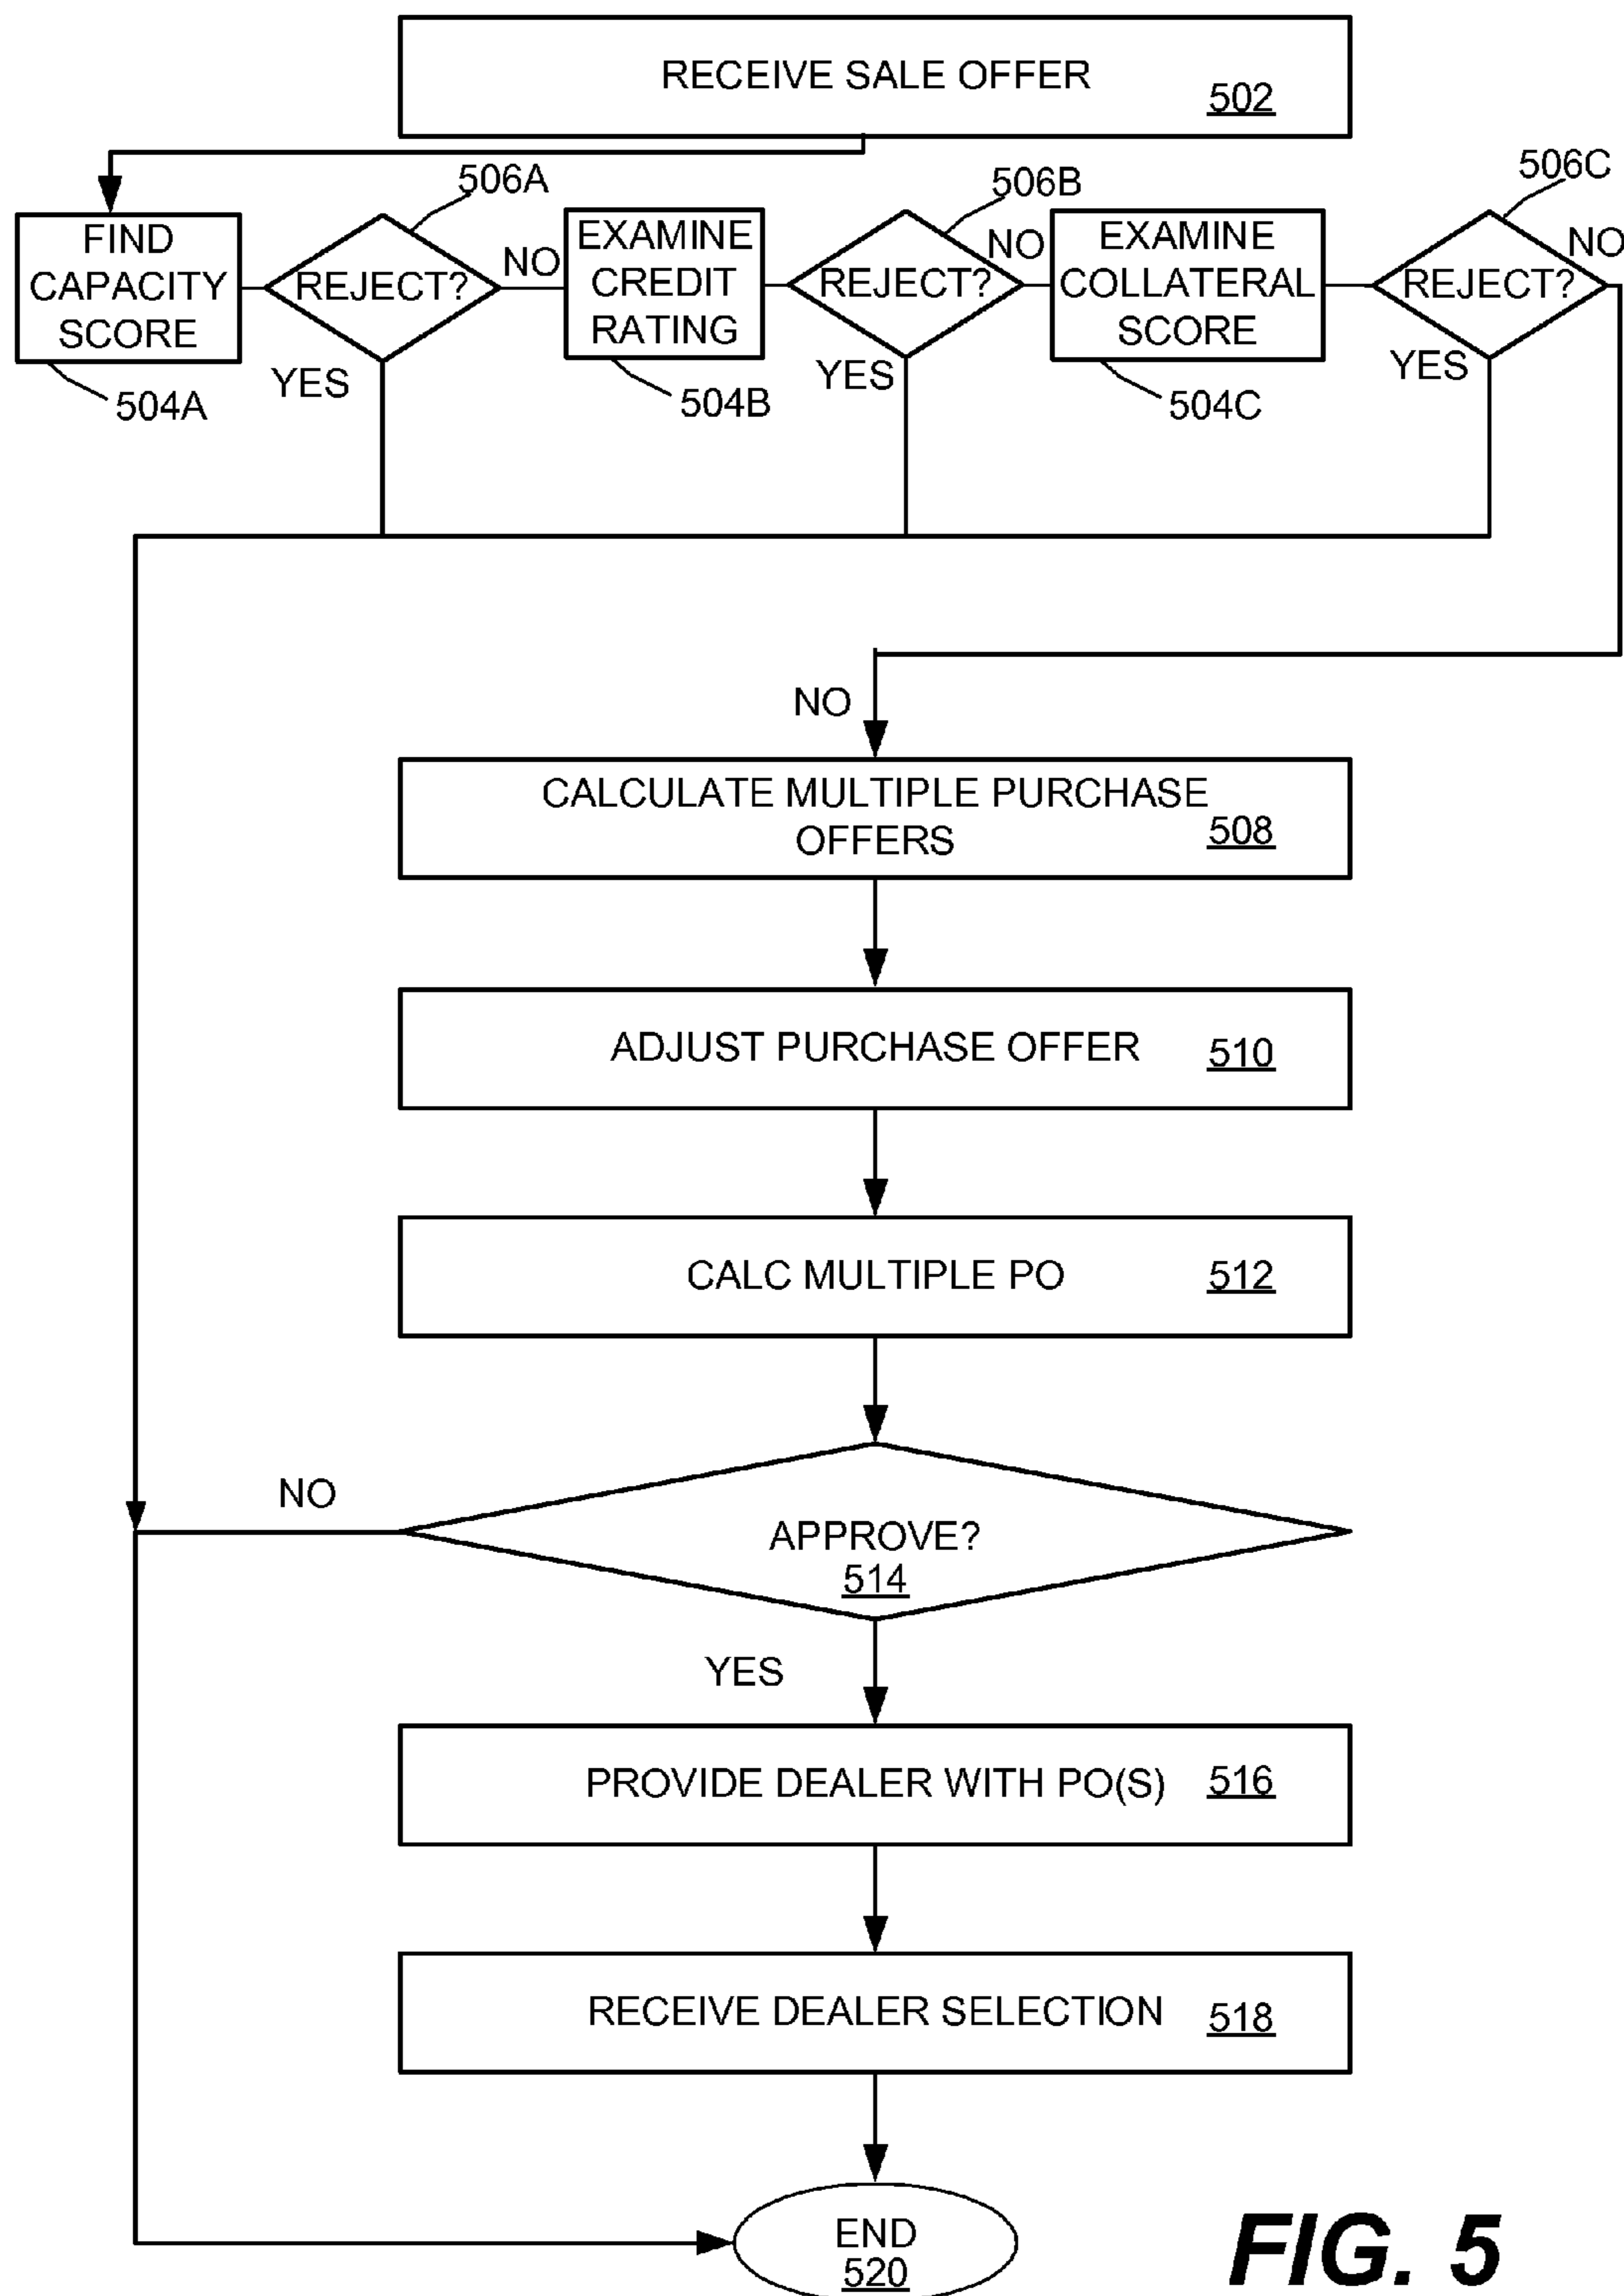 RECEIVE SALE OFFER
502
506A
506B
506C
FIND
CAPACITY
SCORE
REJECT?
NO
EXAMINE
CREDIT
RATING
REJECT?
NO
EXAMINE
COLLATERAL
SCORE
REJECT?
NO
504A
YES
504B
YES
504C
YES
NO
CALCULATE MULTIPLE PURCHASE
OFFERS
508
ADJUST PURCHASE OFFER
510
CALC MULTIPLE PO
512
NO
APPROVE?
514
YES
PROVIDE DEALER WITH PO(S)
516
RECEIVE DEALER SELECTION
518
END
520
FIG. 5